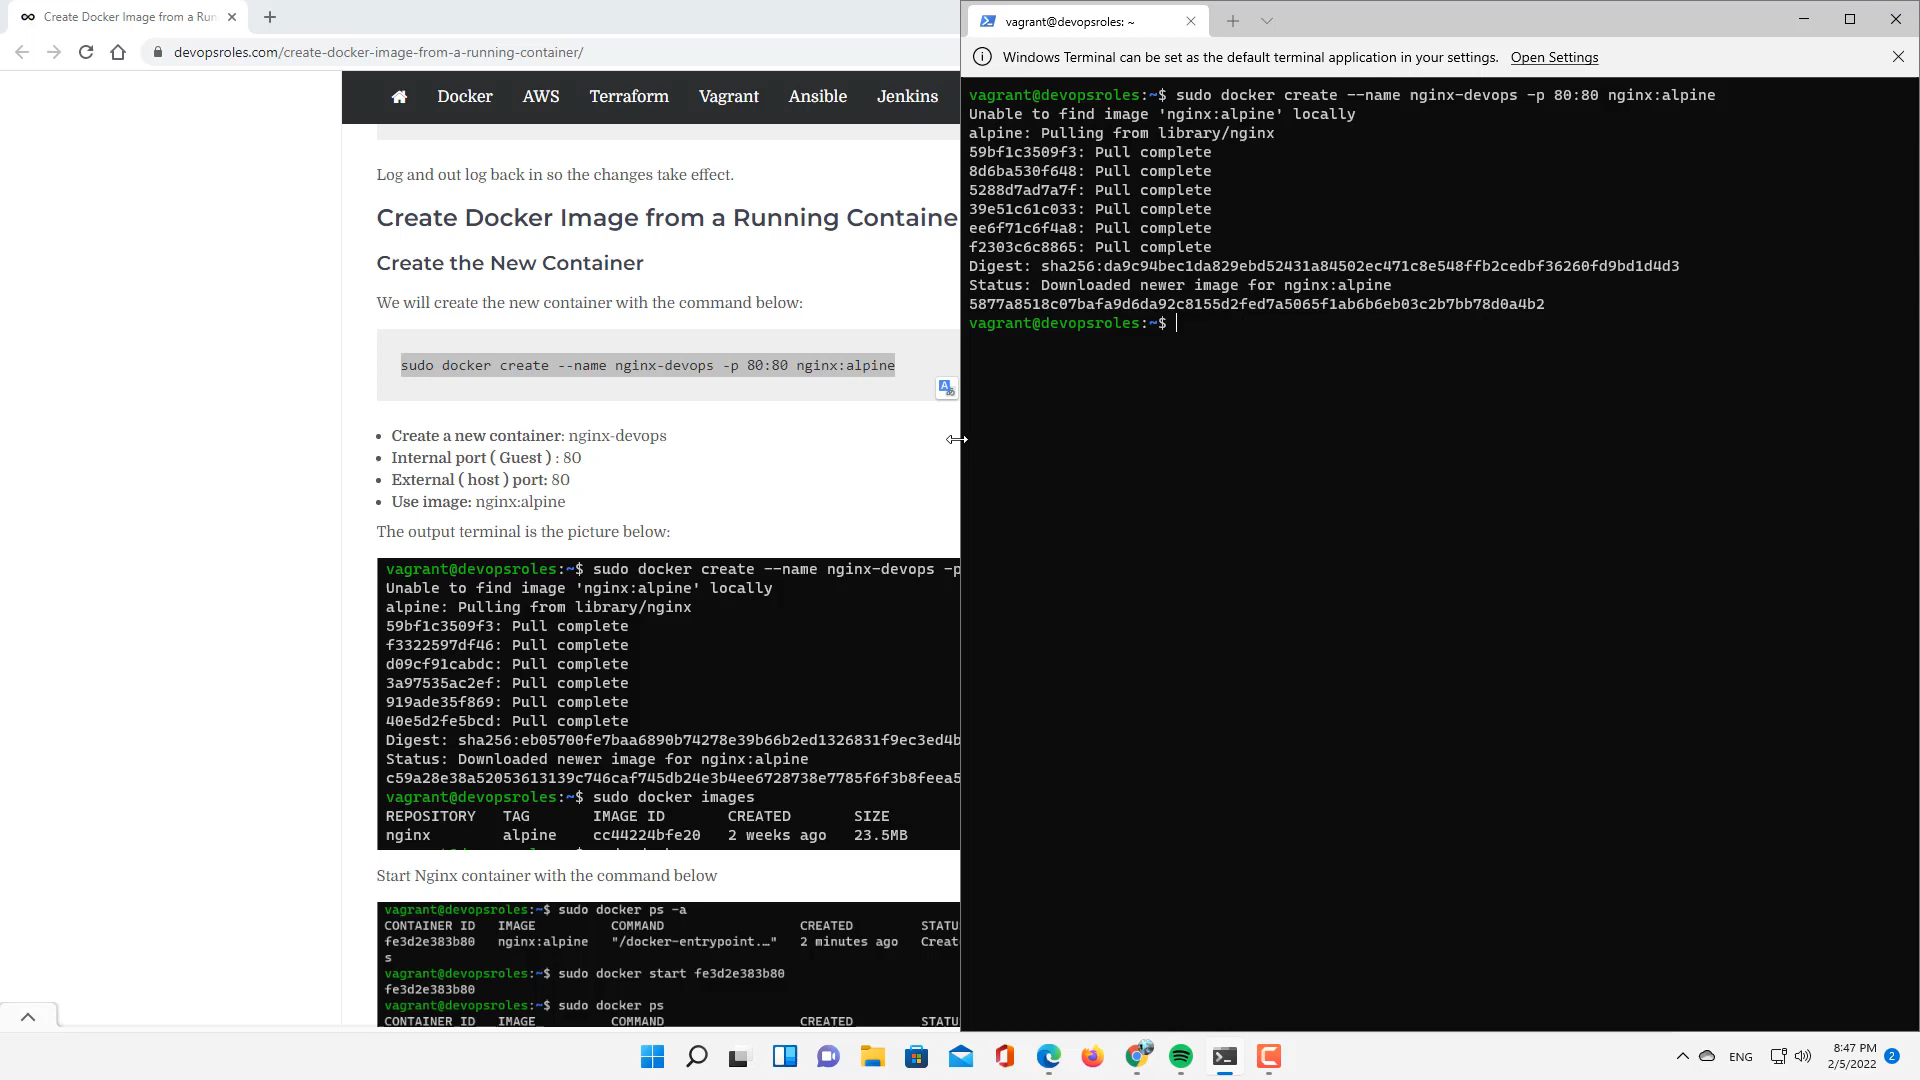 Create Docker Image from a Run
devopsroles.com/create-docker-image-from-a-running-container/
Docker AWS Terraform Vagrant Ansible Jenkins
Log and out log back in so the changes take effect.
Create Docker Image from a Running Containe
Create the New Container
We will create the new container with the command below:
sudo docker create --name nginx-devops -p 80:80 nginx:alpine
Create a new container: nginx-devops
Internal port ( Guest ) : 80
External ( host ) port: 80
Use image: nginx:alpine
The output terminal is the picture below:
vagrant@devopsroles:~$ sudo docker create --name nginx-devops -p
Unable to find image 'nginx:alpine' locally
alpine: Pulling from library/nginx
59bf1c3509f3: Pull complete
f3322597df46: Pull complete
d09cf91cabdc: Pull complete
3a97535ac2ef: Pull complete
919ade35f869: Pull complete
40e5d2fe5bcd: Pull complete
Digest: sha256:eb05700fe7baa6890b74278e39b66b2ed1326831f9ec3ed4b
Status: Downloaded newer image for nginx:alpine
c59a28e38a52053613139c746caf745db24e3b4ee6728738e7785f6f3b8feea5
vagrant@devopsroles:~$ sudo docker images
REPOSITORY TAG IMAGE ID CREATED SIZE
nginx alpine cc44224bfe20 2 weeks ago 23.5MB
Start Nginx container with the command below
vagrant@devopsroles:~$ sudo docker ps -a
CONTAINER ID IMAGE COMMAND CREATED STATU
fe3d2e383b80 nginx:alpine "/docker-entrypoint.…" 2 minutes ago Creat
s
vagrant@devopsroles:~$ sudo docker start fe3d2e383b80
fe3d2e383b80
vagrant@devopsroles:~$ sudo docker ps
CONTAINER ID IMAGE COMMAND CREATED STATU
vagrant@devopsroles: ~
Windows Terminal can be set as the default terminal application in your settings. Open Settings
vagrant@devopsroles:~$ sudo docker create --name nginx-devops -p 80:80 nginx:alpine
Unable to find image 'nginx:alpine' locally
alpine: Pulling from library/nginx
59bf1c3509f3: Pull complete
8d6ba530f648: Pull complete
5288d7ad7a7f: Pull complete
39e51c61c033: Pull complete
ee6f71c6f4a8: Pull complete
f2303c6c8865: Pull complete
Digest: sha256:da9c94bec1da829ebd52431a84502ec471c8e548ffb2cedbf36260fd9bd1d4d3
Status: Downloaded newer image for nginx:alpine
5877a8518c07bafa9d6da92c8155d2fed7a5065f1ab6b6eb03c2b7bb78d0a4b2
vagrant@devopsroles:~$
ENG
8:47 PM
2/5/2022
2